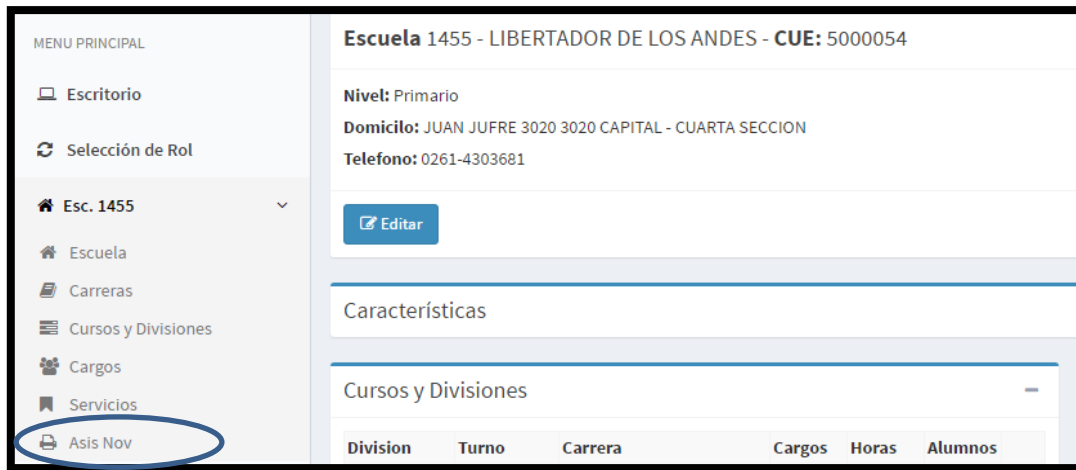 MENU PRINCIPAL
Escritorio
Selección de Rol
Esc. 1455
Escuela
Carreras
Cursos y Divisiones
Cargos
Servicios
Asis Nov
Escuela 1455 - LIBERTADOR DE LOS ANDES - CUE: 5000054
Nivel: Primario
Domicilo: JUAN JUFRE 3020 3020 CAPITAL - CUARTA SECCION
Telefono: 0261-4303681
Editar
Características
Cursos y Divisiones
Division Turno Carrera Cargos Horas Alumnos